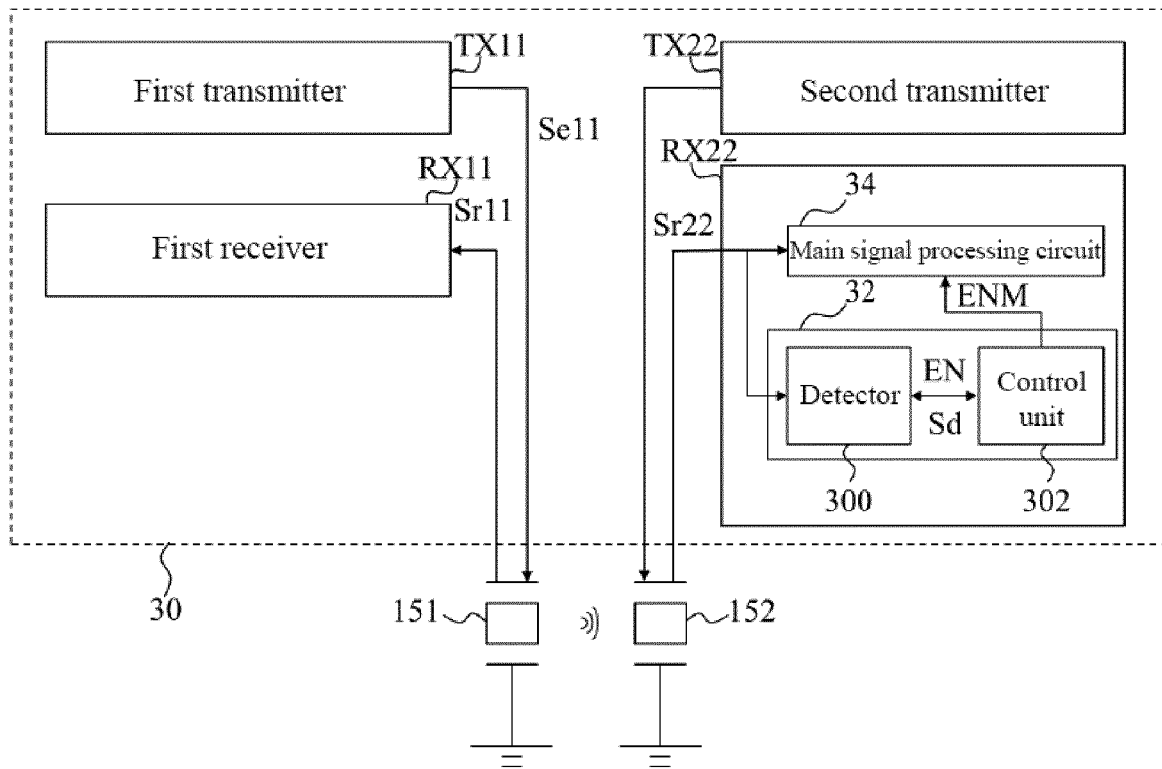 TX11
First transmitter
Se11
RX11
Sr11
First receiver
TX22
Second transmitter
RX22
Sr22
34
Main signal processing circuit
32
ENM
Detector
EN
Sd
Control
unit
300
302
30
151
152